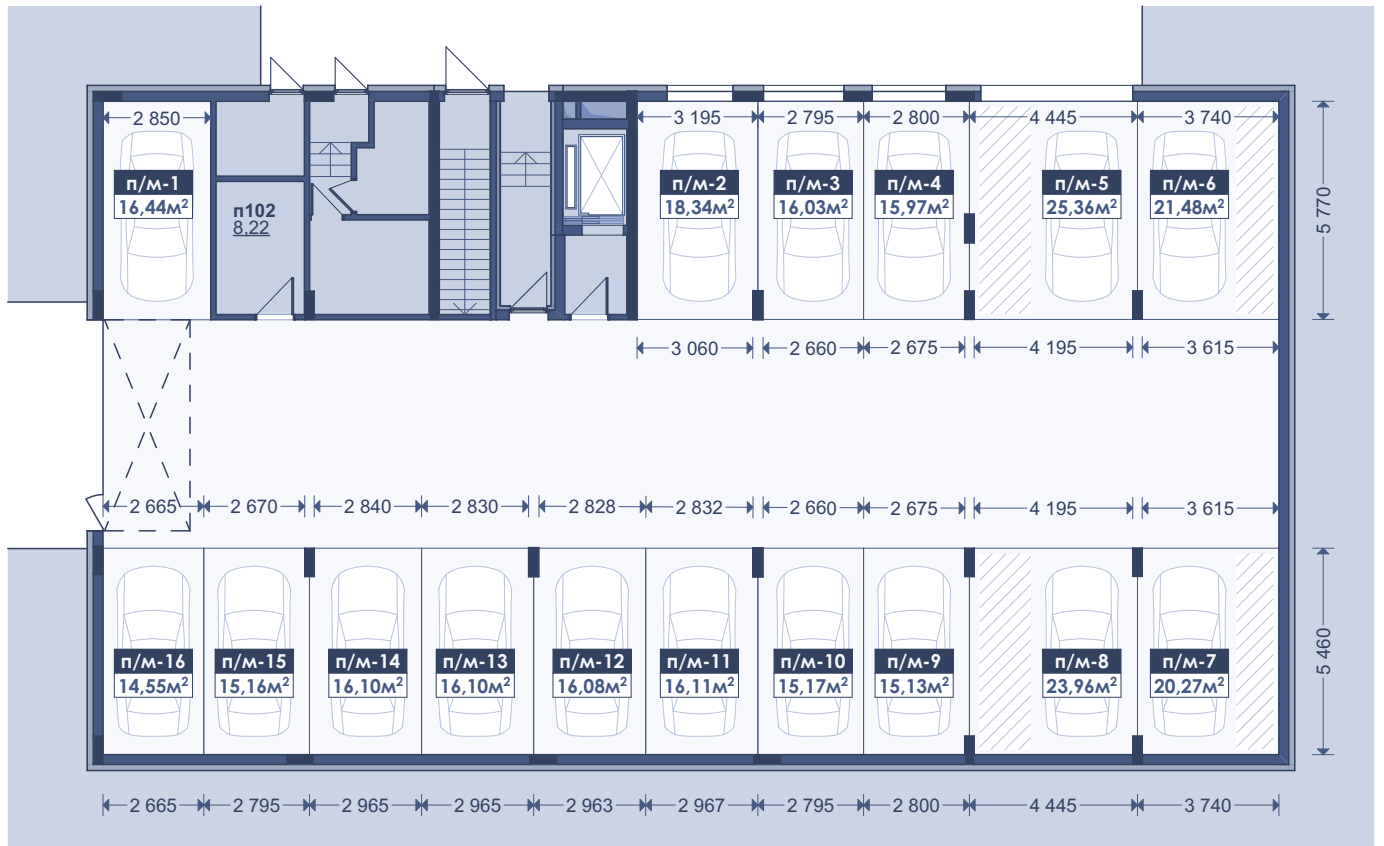 2 850
3 195
2 795
2 800
4 445
3 740
п/м-1
16,44м²
п102
8,22
п/м-2
18,34м²
п/м-3
16,03м²
п/м-4
15,97м²
п/м-5
25,36м²
п/м-6
21,48м²
5 770
3 060
2 660
2 675
4 195
3 615
2 665
2 670
2 840
2 830
2 828
2 832
2 660
2 675
4 195
3 615
п/м-16
14,55м²
п/м-15
15,16м²
п/м-14
16,10м²
п/м-13
16,10м²
п/м-12
16,08м²
п/м-11
16,11м²
п/м-10
15,17м²
п/м-9
15,13м²
п/м-8
23,96м²
п/м-7
20,27м²
5 460
2 665
2 795
2 965
2 965
2 963
2 967
2 795
2 800
4 445
3 740